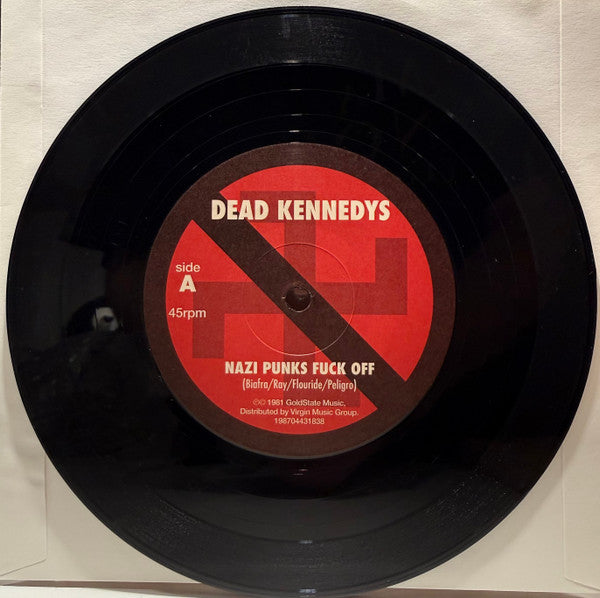 DEAD KENNEDYS
side
A
45rpm
NAZI PUNKS FUCK OFF
(Biafra/Ray/Flouride/Peligro)
℗© 1981 GoldState Music.
Distributed by Virgin Music Group.
198704431838